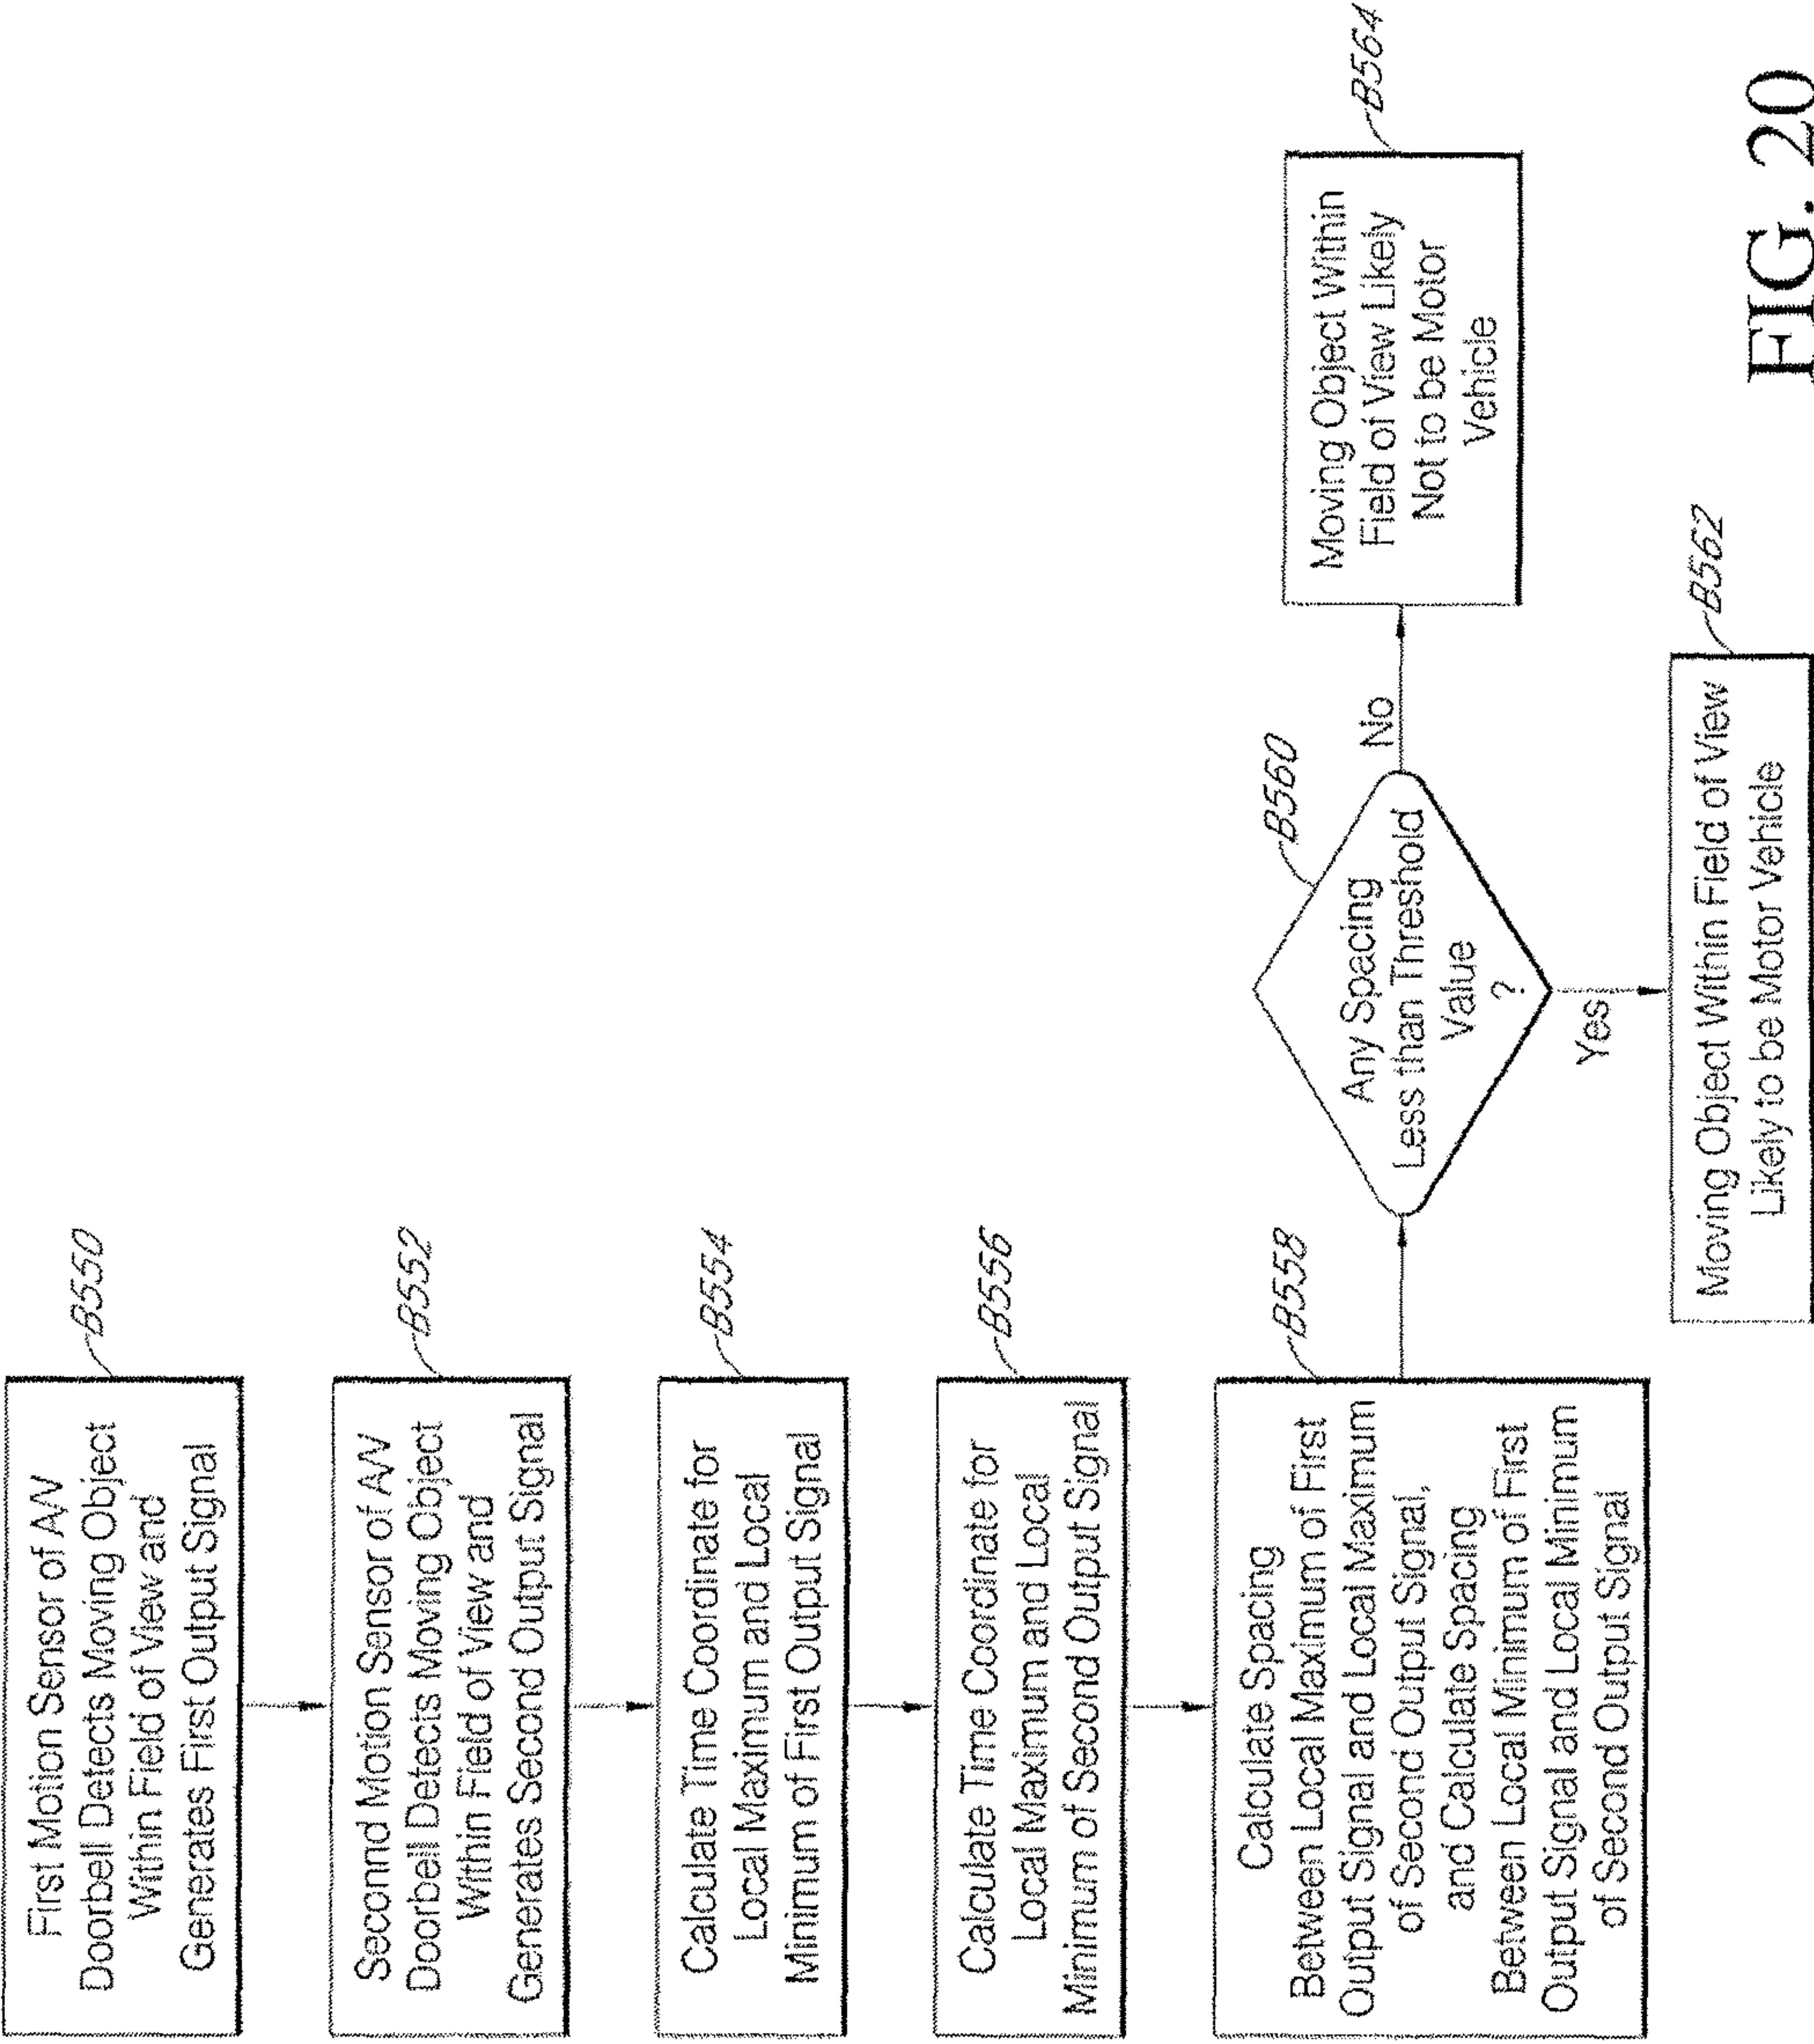 First Motion Sensor of A/V
Doorbell Detects Moving Object
Within Field of View and
Generates First Output Signal
B550
Seconnd Motion Sensor of A/V
Doorbell Detects Moving Object
Within Field of View and
Generates Second Output Signal
B552
Calculate Time Coordinate for
Local Maximum and Local
Minimum of First Output Signal
B554
Calculate Time Coordinate for
Local Maximum and Local
Minimum of Second Output Signal
B556
Calculate Spacing
Between Local Maximum of First
Output Signal and Local Maximum
of Second Output Signal,
and Calculate Spacing
Between Local Minimum of First
Output Signal and Local Minimum
of Second Output Signal
B558
Any Spacing
Less than Threshold
Value
?
B560
No
Moving Object Within
Field of View Likely
Not to be Motor
Vehicle
B564
Yes
Moving Object Within Field of View
Likely to be Motor Vehicle
B562
FIG. 20